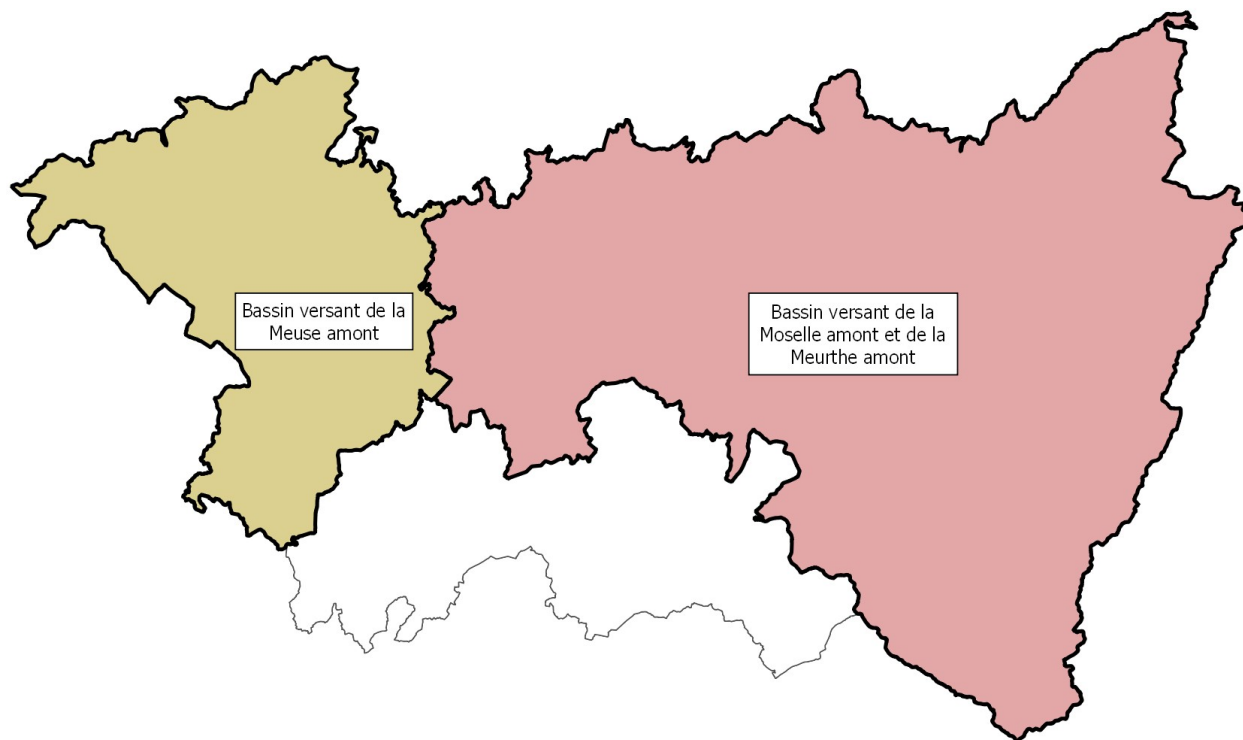 Bassin versant de la
Meuse amont
Bassin versant de la
Moselle amont et de la
Meurthe amont